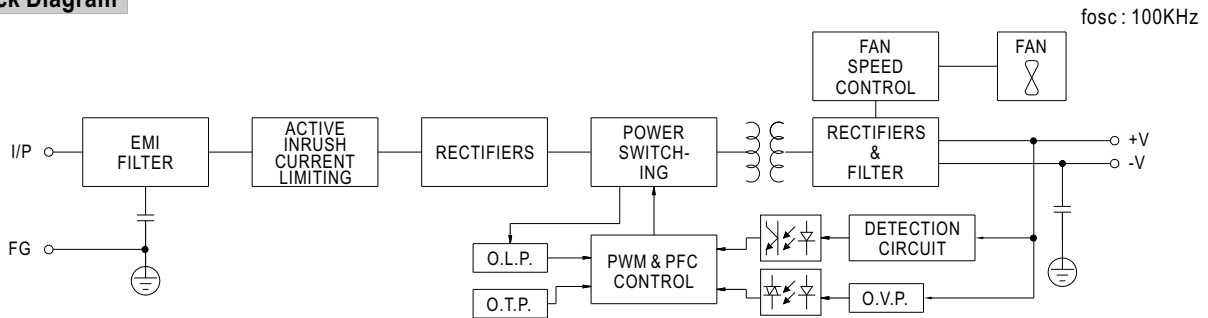 ck Diagram
fosc : 100KHz
I/P
EMI
FILTER
ACTIVE
INRUSH
CURRENT
LIMITING
RECTIFIERS
POWER
SWITCH-
ING
FAN
SPEED
CONTROL
FAN
RECTIFIERS
&
FILTER
+V
-V
FG
O.L.P.
O.T.P.
PWM & PFC
CONTROL
DETECTION
CIRCUIT
O.V.P.